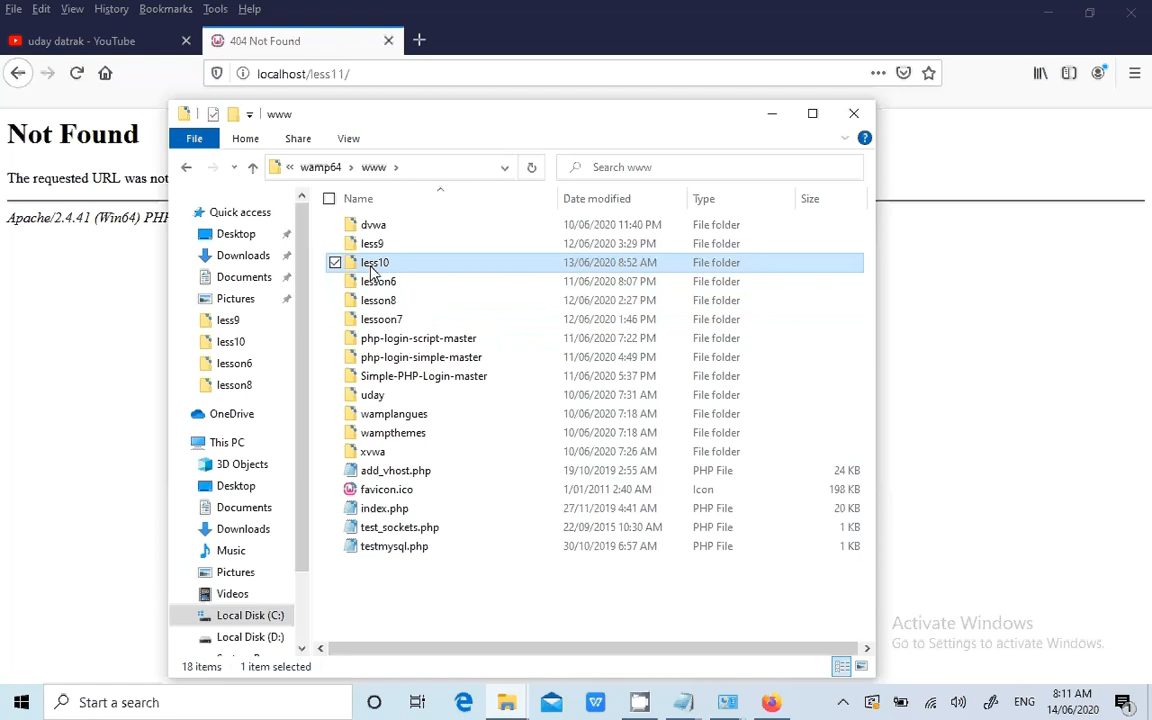 File Edit View History Bookmarks Tools Help
uday datrak - YouTube
404 Not Found
localhost/less11/
www
Not Found
File Home Share View
« wamp64 › www ›
Search www
The requested URL was not
Name Date modified Type Size
Apache/2.4.41 (Win64) PH
Quick access
Desktop
Downloads
Documents
Pictures
less9
less10
lesson6
lesson8
OneDrive
This PC
3D Objects
Desktop
Documents
Downloads
Music
Pictures
Videos
Local Disk (C:)
Local Disk (D:)
dvwa 10/06/2020 11:40 PM File folder
less9 12/06/2020 3:29 PM File folder
less10 13/06/2020 8:52 AM File folder
lesson6 11/06/2020 8:07 PM File folder
lesson8 12/06/2020 2:27 PM File folder
lessoon7 12/06/2020 1:46 PM File folder
php-login-script-master 11/06/2020 7:22 PM File folder
php-login-simple-master 11/06/2020 4:49 PM File folder
Simple-PHP-Login-master 11/06/2020 5:37 PM File folder
uday 10/06/2020 7:31 AM File folder
wamplangues 10/06/2020 7:18 AM File folder
wampthemes 10/06/2020 7:18 AM File folder
xvwa 10/06/2020 7:26 AM File folder
add_vhost.php 19/10/2019 2:55 AM PHP File 24 KB
favicon.ico 1/01/2011 2:40 AM Icon 198 KB
index.php 27/11/2019 4:41 AM PHP File 20 KB
test_sockets.php 22/09/2015 10:30 AM PHP File 1 KB
testmysql.php 30/10/2019 6:57 AM PHP File 1 KB
18 items 1 item selected
Activate Windows
Go to Settings to activate Windows.
Start a search
ENG
8:11 AM
14/06/2020
1